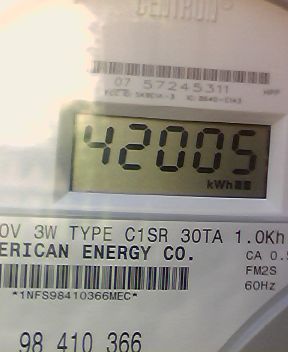 CENTRON®
07 57245311
42005
kWh
0V 3W TYPE C1SR 30TA 1.0Kh
ERICAN ENERGY CO.
CA 0.5
FM2S
60Hz
*1NFS98410366MEC*
98 410 366